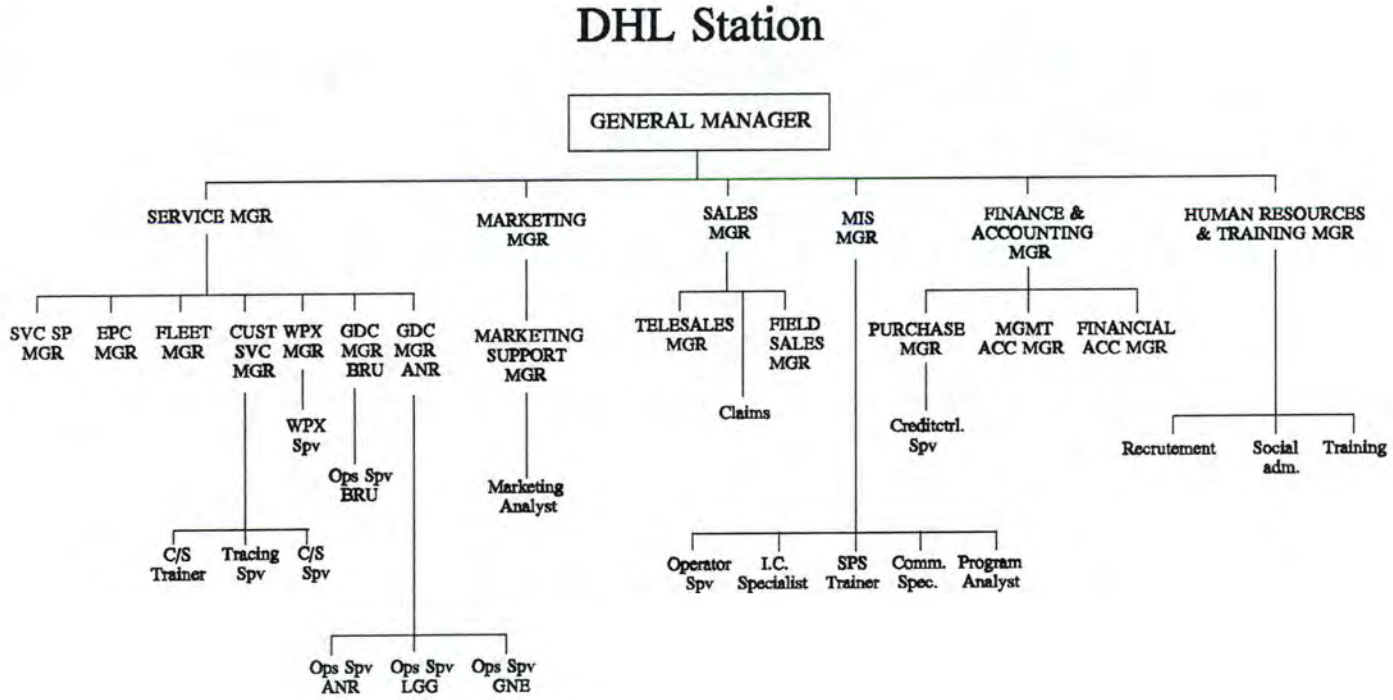 DHL Station
GENERAL MANAGER
SERVICE MGR
MARKETING
MGR
SALES
MGR
MIS
MGR
FINANCE &
ACCOUNTING
MGR
HUMAN RESOURCES
& TRAINING MGR
SVC SP
MGR
EPC
MGR
FLEET
MGR
CUST
SVC
MGR
WPX
MGR
GDC
MGR
BRU
GDC
MGR
ANR
MARKETING
SUPPORT
MGR
TELESALES
MGR
FIELD
SALES
MGR
PURCHASE
MGR
MGMT
ACC MGR
FINANCIAL
ACC MGR
Claims
WPX
Spv
Creditctrl.
Spv
Recrutement
Social
adm.
Training
Ops Spv
BRU
Marketing
Analyst
C/S
Trainer
Tracing
Spv
C/S
Spv
Operator
Spv
I.C.
Specialist
SPS
Trainer
Comm.
Spec.
Program
Analyst
Ops Spv
ANR
Ops Spv
LGG
Ops Spv
GNE